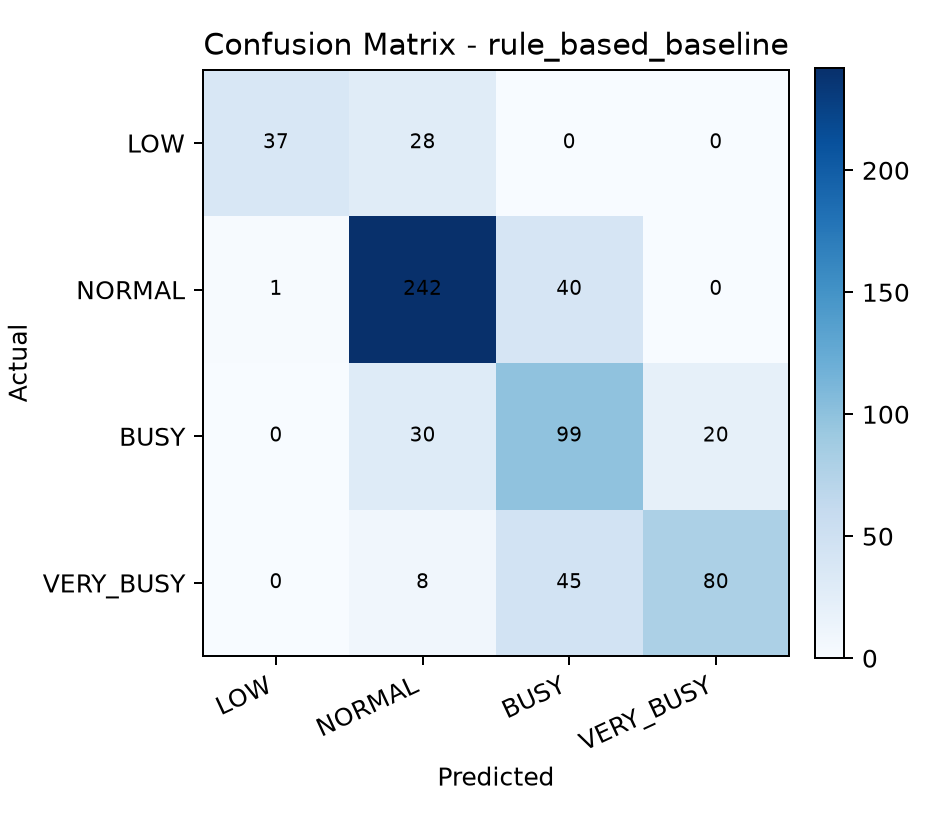 Confusion Matrix - rule_based_baseline
LOW 37 28 0 0
200
NORMAL 1 242 40 0
150
Actual
BUSY 0 30 99 20
100
50
VERY_BUSY 0 8 45 80
0
LOW NORMAL BUSY VERY_BUSY
Predicted